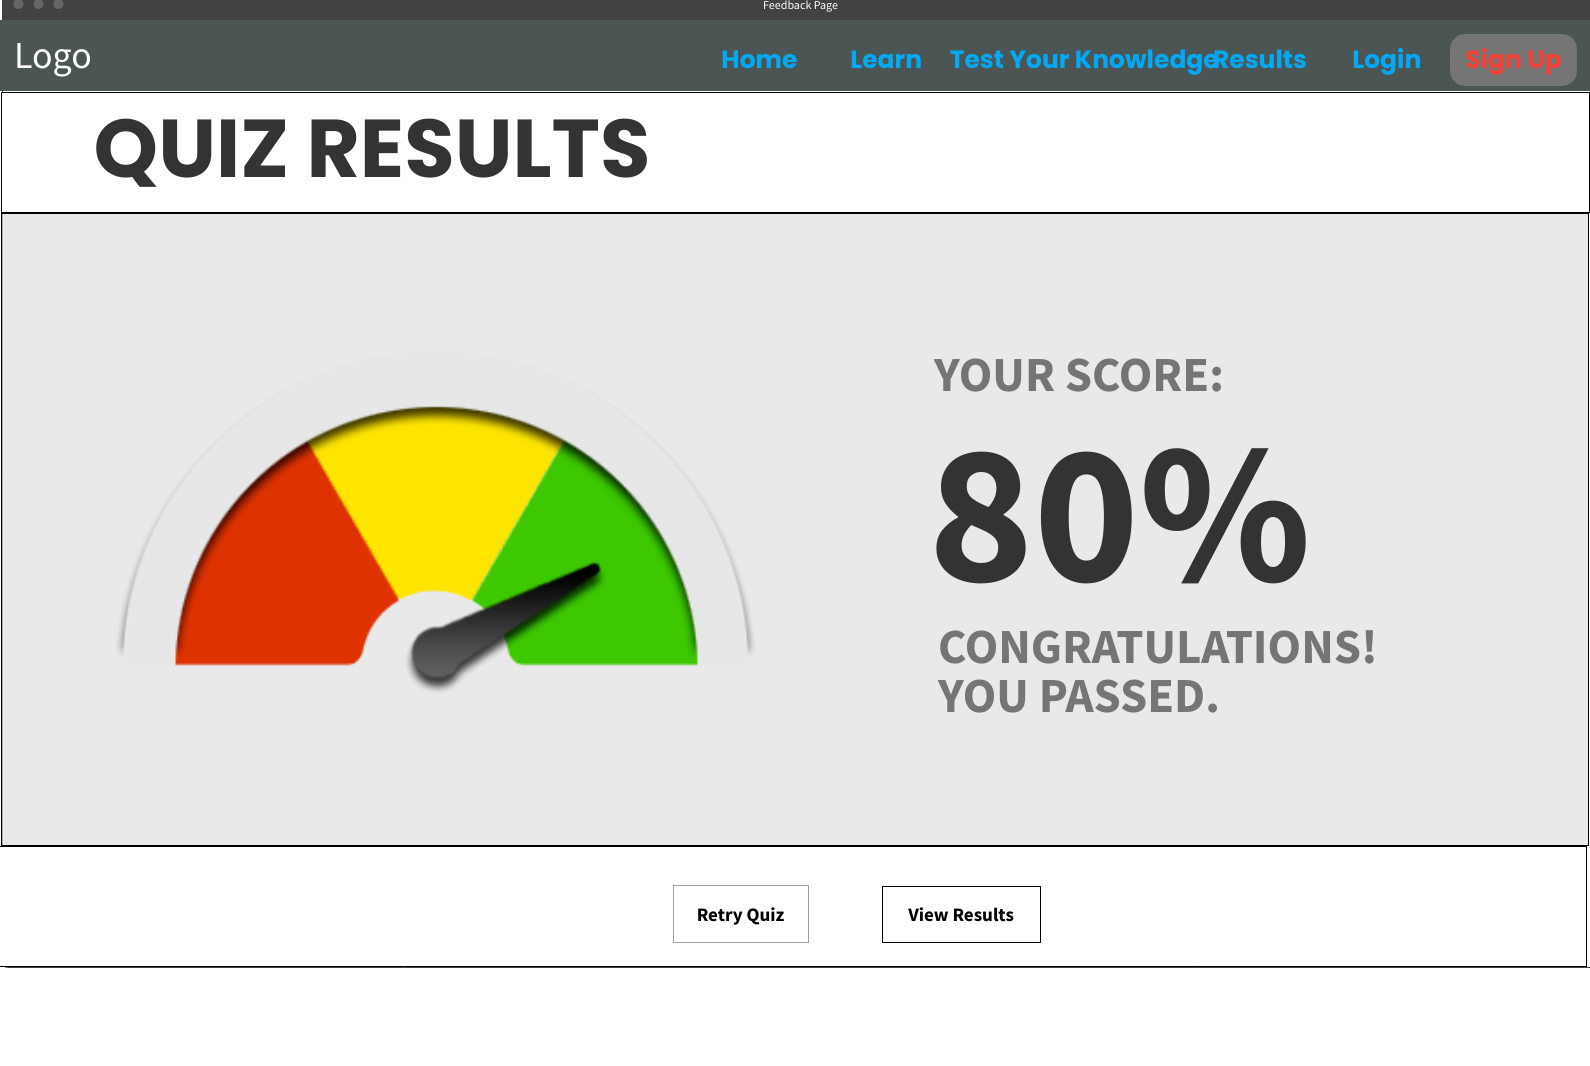 Feedback Page
Logo
Home Learn Test Your Knowledge Results Login Sign Up
QUIZ RESULTS
YOUR SCORE:
80%
CONGRATULATIONS!
YOU PASSED.
Retry Quiz View Results